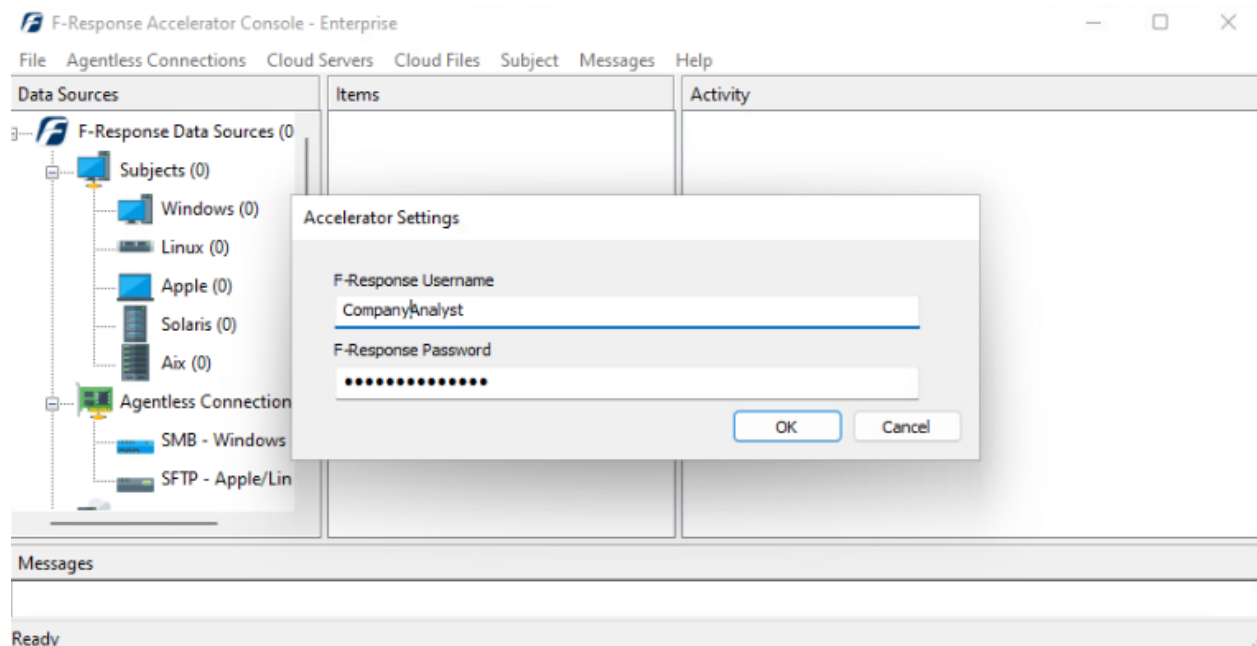 F-Response Accelerator Console - Enterprise
File Agentless Connections Cloud Servers Cloud Files Subject Messages Help
Data Sources
Items
Activity
F-Response Data Sources (0
Subjects (0)
Windows (0)
Linux (0)
Apple (0)
Solaris (0)
Aix (0)
Agentless Connection
SMB - Windows
SFTP - Apple/Lin
Accelerator Settings
F-Response Username
CompanyAnalyst
F-Response Password
••••••••••••••
OK Cancel
Messages
Ready